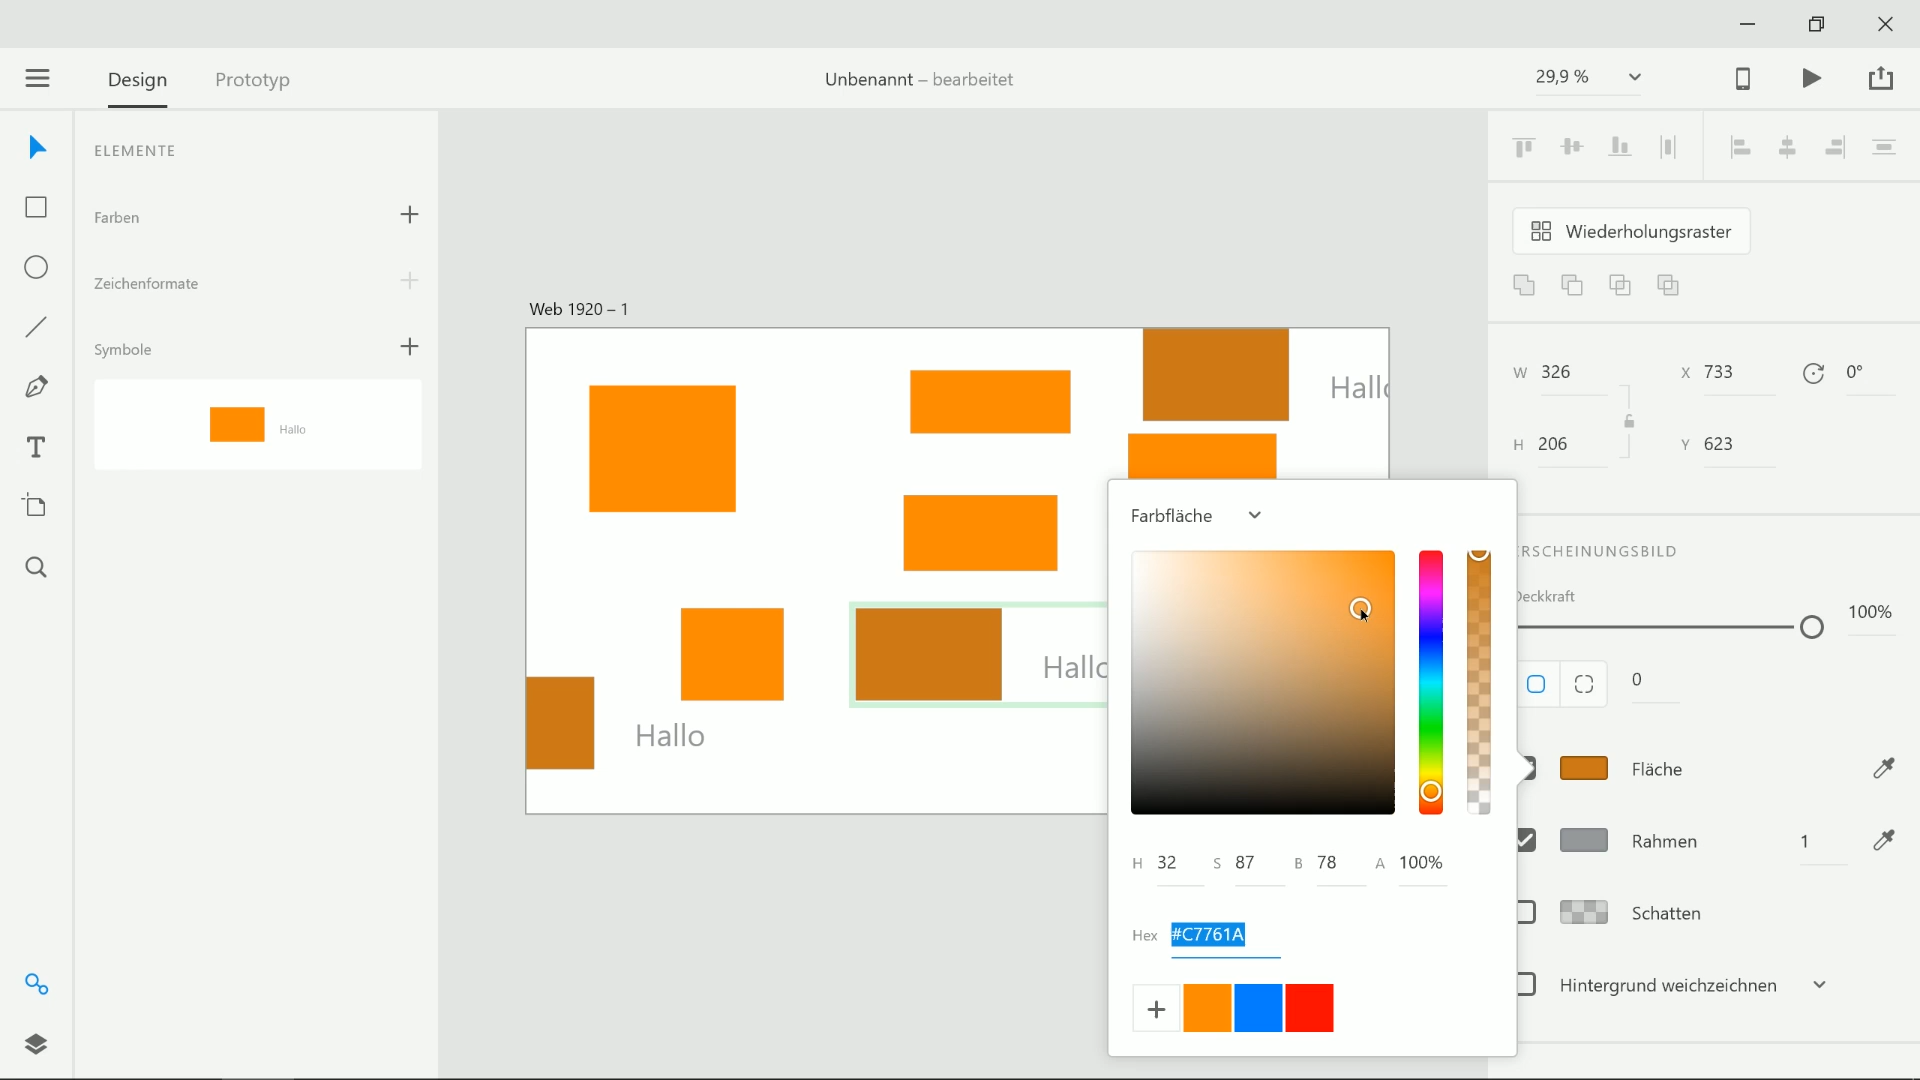 Design
Prototyp
Unbenannt – bearbeitet
29,9 %
ELEMENTE
Farben
Zeichenformate
Symbole
Hallo
Web 1920 – 1
Hallo
Hallo
Hallo
Wiederholungsraster
W 326
X 733
0°
H 206
Y 623
Farbfläche
H 32 S 87 B 78 A 100%
Hex #C7761A
RSCHEINUNGSBILD
Deckkraft
100%
0
Fläche
Rahmen
1
Schatten
Hintergrund weichzeichnen